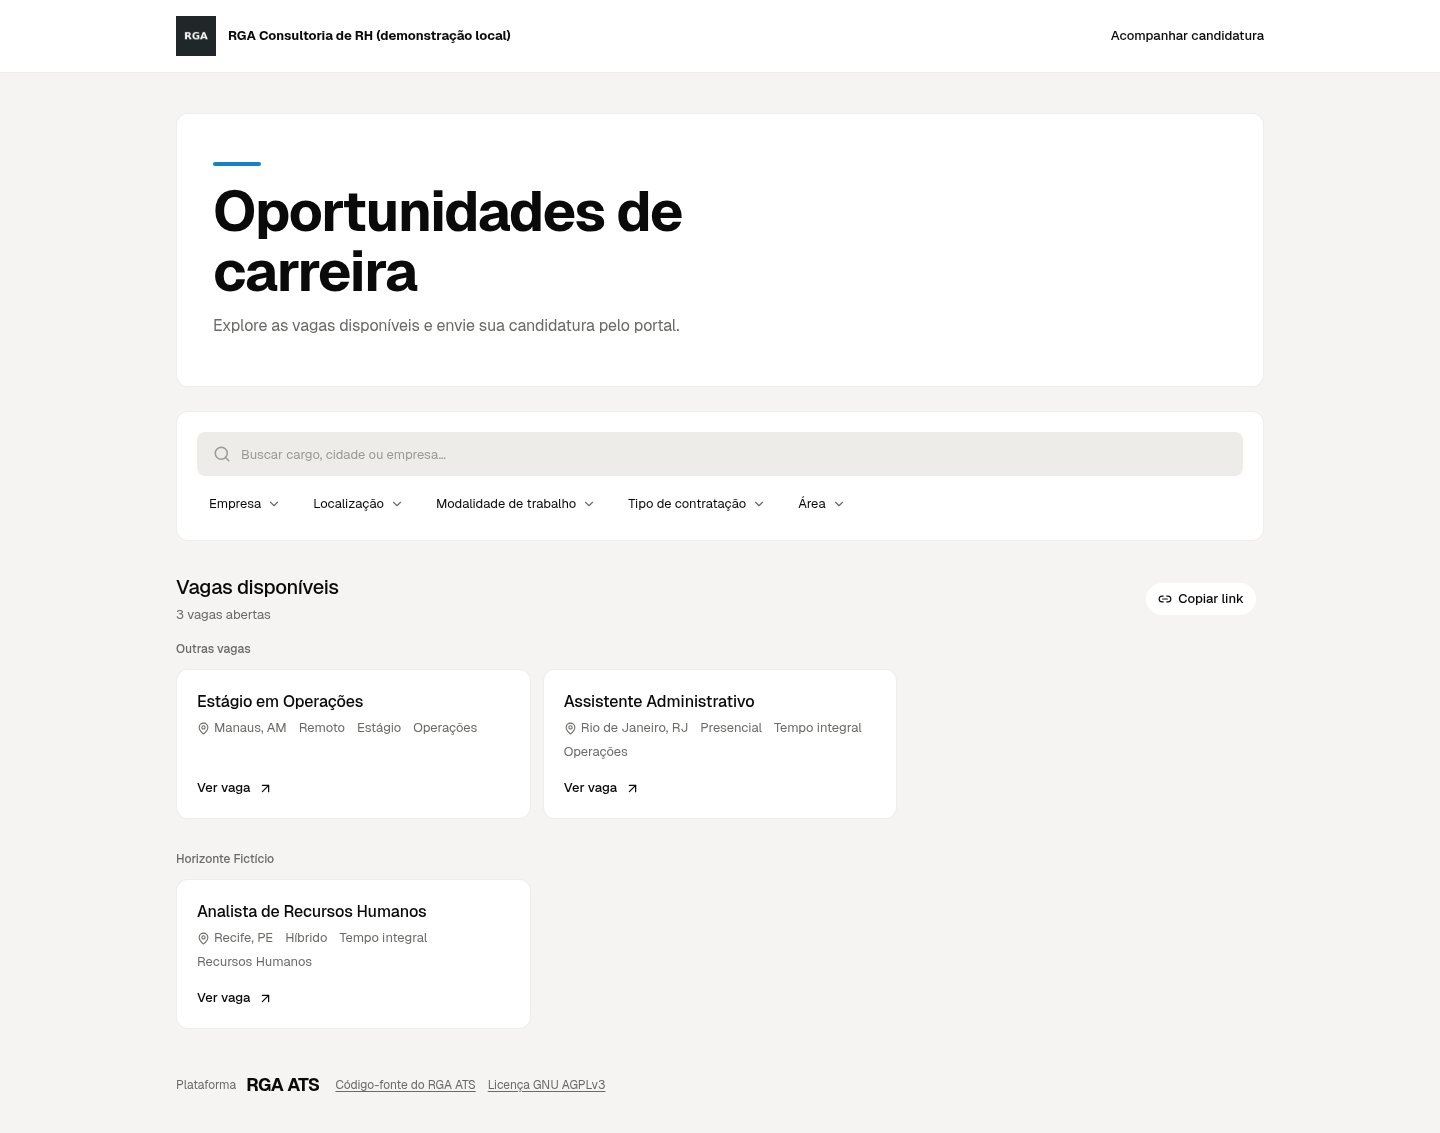 RGA
RGA Consultoria de RH (demonstração local)
Acompanhar candidatura
Oportunidades de
carreira
Explore as vagas disponíveis e envie sua candidatura pelo portal.
Buscar cargo, cidade ou empresa...
Empresa
Localização
Modalidade de trabalho
Tipo de contratação
Área
Vagas disponíveis
3 vagas abertas
Copiar link
Outras vagas
Estágio em Operações
Manaus, AM Remoto Estágio Operações
Ver vaga
Assistente Administrativo
Rio de Janeiro, RJ Presencial Tempo integral
Operações
Ver vaga
Horizonte Fictício
Analista de Recursos Humanos
Recife, PE Híbrido Tempo integral
Recursos Humanos
Ver vaga
Plataforma RGA ATS Código-fonte do RGA ATS Licença GNU AGPLv3